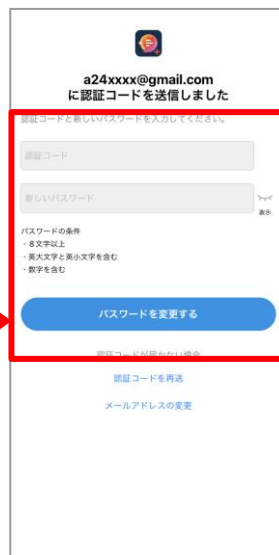 a24xxxx@gmail.com
に認証コードを送信しました
認証コードと新しいパスワードを入力してください。
認証コード
新しいパスワード
表示
パスワードの条件
・8文字以上
・英大文字と英小文字を含む
・数字を含む
パスワードを変更する
認証コードが届かない場合
認証コードを再送
メールアドレスの変更